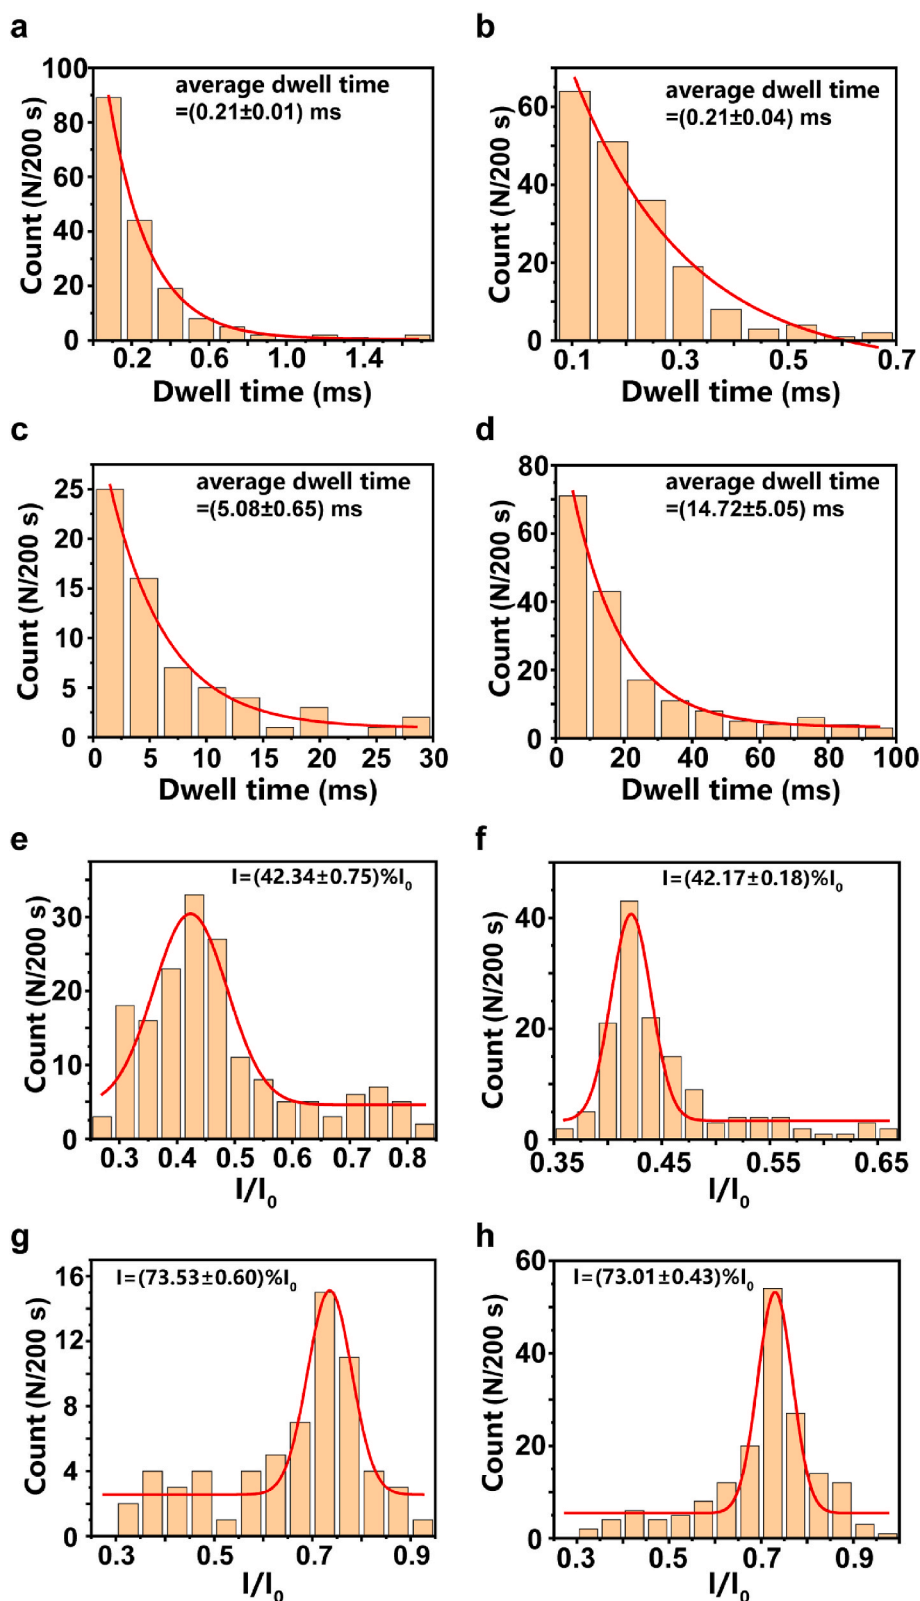 a
average dwell time
=(0.21±0.01) ms
Count (N/200 s)
100
80
60
40
20
0
0.2 0.6 1.0 1.4
Dwell time (ms)
b
average dwell time
=(0.21±0.04) ms
Count (N/200 s)
60
40
20
0
0.1 0.3 0.5 0.7
Dwell time (ms)
c
average dwell time
=(5.08±0.65) ms
Count (N/200 s)
25
20
15
10
5
0
0 5 10 15 20 25 30
Dwell time (ms)
d
average dwell time
=(14.72±5.05) ms
Count (N/200 s)
80
60
40
20
0
0 20 40 60 80 100
Dwell time (ms)
e
I=(42.34±0.75)%I0
Count (N/200 s)
30
20
10
0
0.3 0.4 0.5 0.6 0.7 0.8
I/I0
f
I=(42.17±0.18)%I0
Count (N/200 s)
40
20
0
0.35 0.45 0.55 0.65
I/I0
g
I=(73.53±0.60)%I0
Count (N/200 s)
16
12
8
4
0
0.3 0.5 0.7 0.9
I/I0
h
I=(73.01±0.43)%I0
Count (N/200 s)
60
40
20
0
0.3 0.5 0.7 0.9
I/I0